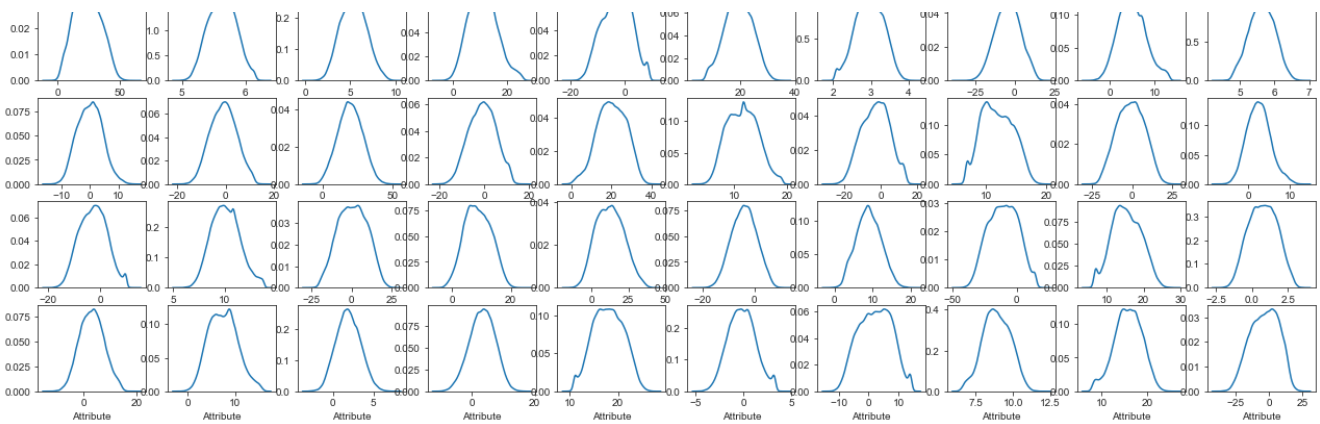 0.2 0.06 0.04 0.10
0.02 1.0 0.04 0.04 0.04 0.5 0.5
0.01 0.5 0.1 0.02 0.02 0.02 0.02 0.05
0.00 0.0 0.0 0.00 0.00 0.00 0.0 0.00 0.00 0.0
0 50 5 6 0 5 10 0 20 −20 0 20 40 2 3 4 −25 0 25 0 10 5 6 7
0.075 0.06 0.04 0.06 0.06 0.15 0.06 0.15 0.04 0.15
0.050 0.04 0.04 0.04 0.10 0.04 0.10 0.10
0.025 0.02 0.02 0.02 0.02 0.05 0.02 0.05 0.02 0.05
0.000 0.00 0.00 0.00 0.00 0.00 0.00 0.00 0.00 0.00
−10 0 10 −20 0 20 0 50 −20 0 20 0 20 40 10 20 −20 0 10 20 −25 0 25 0 10
0.06 0.2 0.03 0.075 0.04 0.075 0.10 0.03 0.075 0.3
0.04 0.02 0.050 0.050 0.02 0.050 0.2
0.02 0.1 0.01 0.025 0.02 0.025 0.05 0.01 0.025 0.1
0.00 0.0 0.00 0.000 0.00 0.000 0.00 0.00 0.000 0.0
−20 0 5 10 −25 0 25 0 20 0 25 50 −20 0 0 10 20 −50 0 10 20 30 −2.5 0.0 2.5
0.075 0.10 0.2 0.075 0.10 0.2 0.06 0.4 0.10 0.03
0.050 0.050 0.04 0.02
0.025 0.05 0.1 0.025 0.05 0.1 0.02 0.2 0.05 0.01
0.000 0.00 0.0 0.000 0.00 0.0 0.00 0.0 0.00 0.00
0 20 0 10 0 5 0 20 10 20 −5 0 5 0 10 7.5 10.0 12.5 10 20 −25 0 25
Attribute Attribute Attribute Attribute Attribute Attribute Attribute Attribute Attribute Attribute